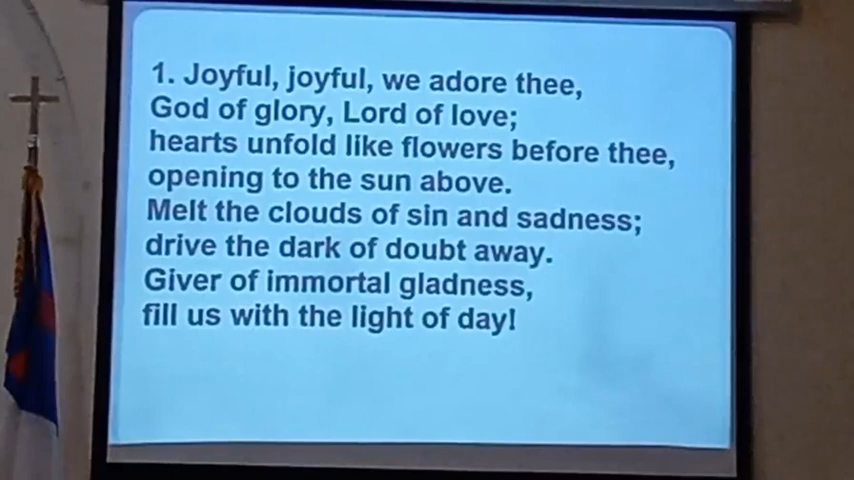 1. Joyful, joyful, we adore thee,
God of glory, Lord of love;
hearts unfold like flowers before thee,
opening to the sun above.
Melt the clouds of sin and sadness;
drive the dark of doubt away.
Giver of immortal gladness,
fill us with the light of day!